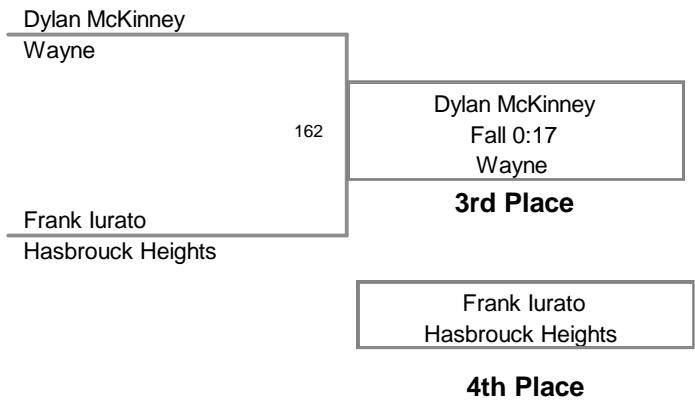 Dylan McKinney
Wayne
162
Dylan McKinney
Fall 0:17
Wayne
3rd Place
Frank Iurato
Hasbrouck Heights
Frank Iurato
Hasbrouck Heights
4th Place